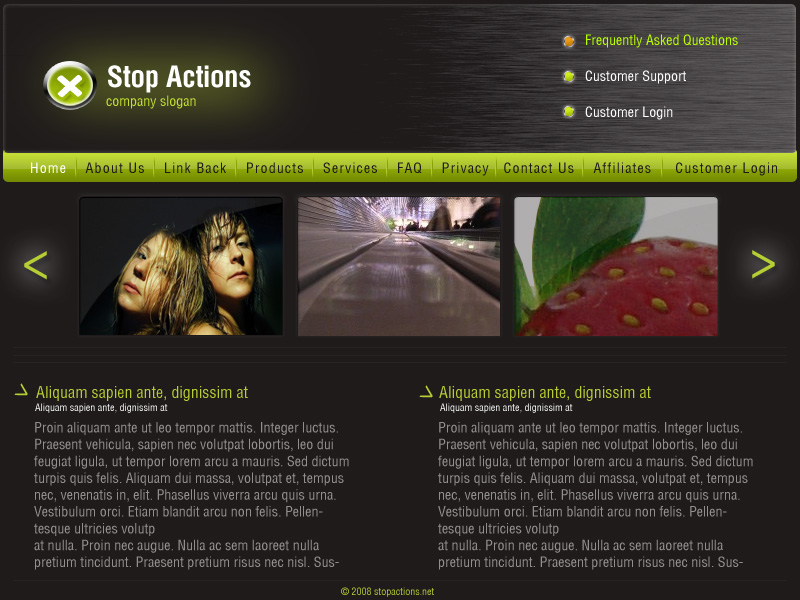 Stop Actions
company slogan
Frequently Asked Questions
Customer Support
Customer Login
Home About Us Link Back Products Services FAQ Privacy Contact Us Affiliates Customer Login
< >
Aliquam sapien ante, dignissim at
Aliquam sapien ante, dignissim at
Proin aliquam ante ut leo tempor mattis. Integer luctus.
Praesent vehicula, sapien nec volutpat lobortis, leo dui
feugiat ligula, ut tempor lorem arcu a mauris. Sed dictum
turpis quis felis. Aliquam dui massa, volutpat et, tempus
nec, venenatis in, elit. Phasellus viverra arcu quis urna.
Vestibulum orci. Etiam blandit arcu non felis. Pellen-
tesque ultricies volutp
at nulla. Proin nec augue. Nulla ac sem laoreet nulla
pretium tincidunt. Praesent pretium risus nec nisl. Sus-
Aliquam sapien ante, dignissim at
Aliquam sapien ante, dignissim at
Proin aliquam ante ut leo tempor mattis. Integer luctus.
Praesent vehicula, sapien nec volutpat lobortis, leo dui
feugiat ligula, ut tempor lorem arcu a mauris. Sed dictum
turpis quis felis. Aliquam dui massa, volutpat et, tempus
nec, venenatis in, elit. Phasellus viverra arcu quis urna.
Vestibulum orci. Etiam blandit arcu non felis. Pellen-
tesque ultricies volutp
at nulla. Proin nec augue. Nulla ac sem laoreet nulla
pretium tincidunt. Praesent pretium risus nec nisl. Sus-
© 2008 stopactions.net